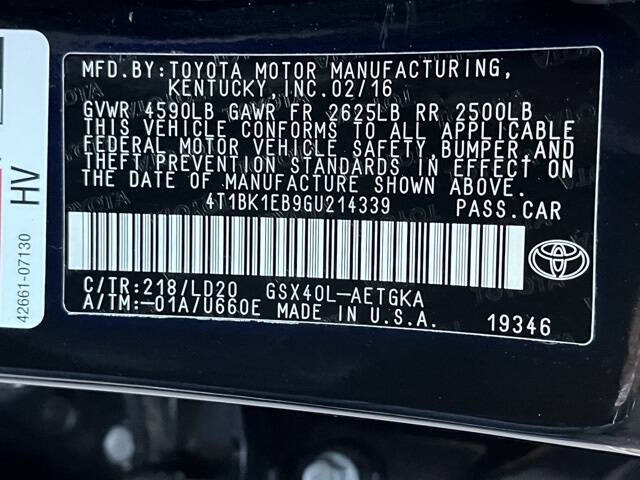 MFD.BY:TOYOTA MOTOR MANUFACTURING,
KENTUCKY,INC.02/16
GVWR 4590LB GAWR FR 2625LB RR 2500LB
THIS VEHICLE CONFORMS TO ALL APPLICABLE
FEDERAL MOTOR VEHICLE SAFETY,BUMPER,AND
THEFT PREVENTION STANDARDS IN EFFECT ON
THE DATE OF MANUFACTURE SHOWN ABOVE.
4T1BK1EB9GU214339 PASS.CAR
C/TR:218/LD20 GSX40L-AETGKA
A/TM:-01A/U660E MADE IN U.S.A. 19346
HV
42661-07130